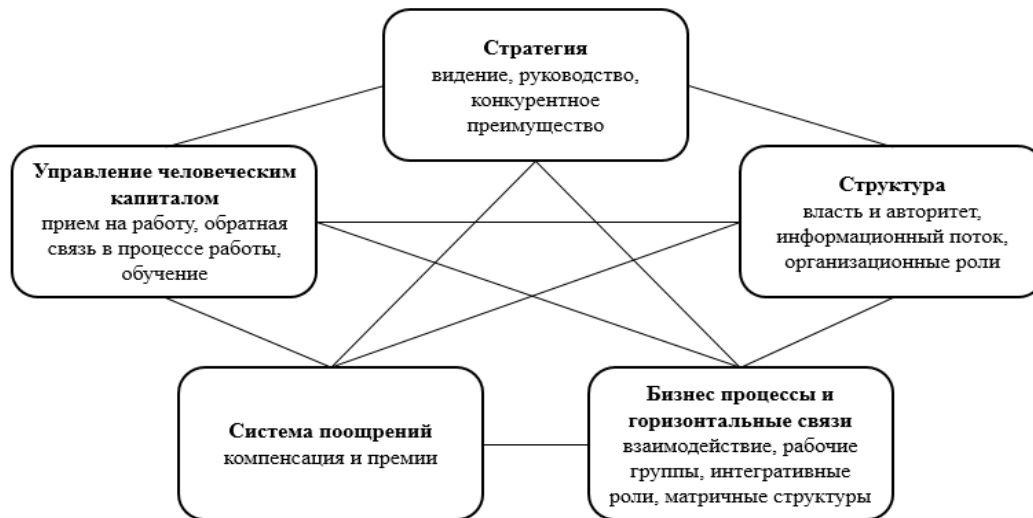 Стратегия
видение, руководство,
конкурентное
преимущество
Управление человеческим
капиталом
прием на работу, обратная
связь в процессе работы,
обучение
Структура
власть и авторитет,
информационный поток,
организационные роли
Система поощрений
компенсация и премии
Бизнес процессы и
горизонтальные связи
взаимодействие, рабочие
группы, интегративные
роли, матричные структуры